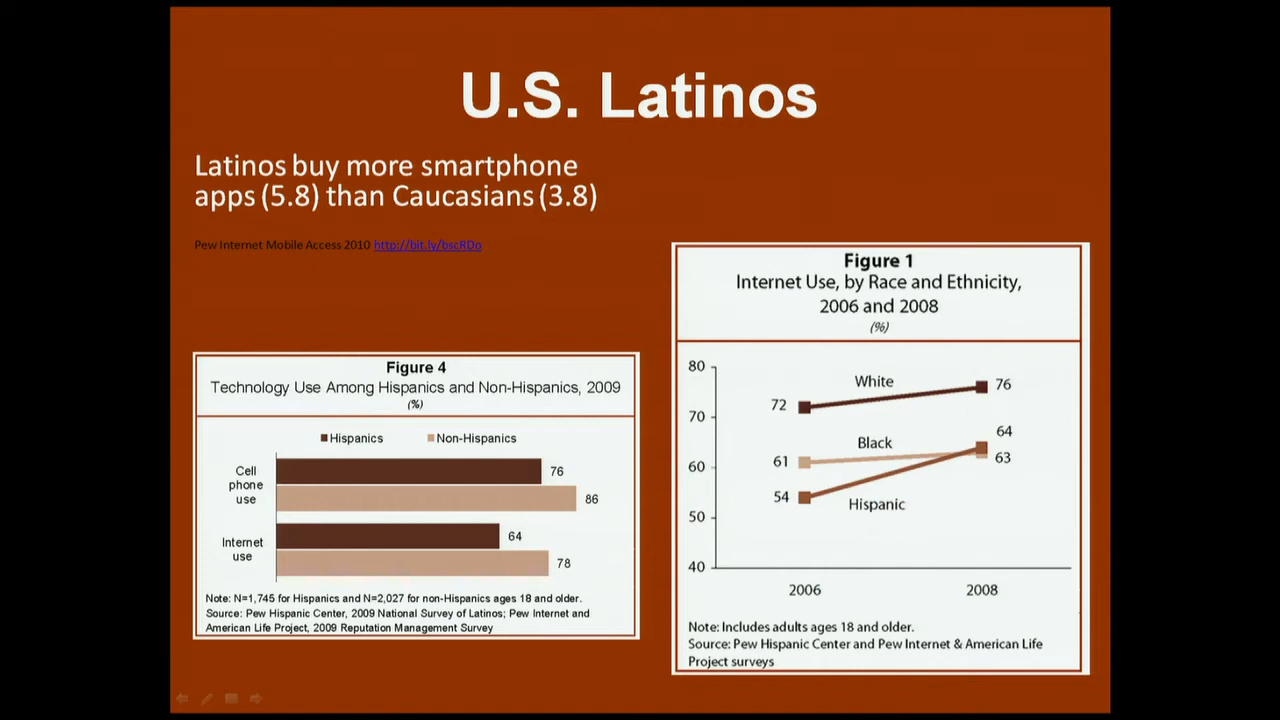 U.S. Latinos
Latinos buy more smartphone
apps (5.8) than Caucasians (3.8)
Pew Internet Mobile Access 2010 http://bit.ly/bscRDo
Figure 4
Technology Use Among Hispanics and Non-Hispanics, 2009
(%)
Hispanics Non-Hispanics
Cell
phone
use
76
86
Internet
use
64
78
Note: N=1,745 for Hispanics and N=2,027 for non-Hispanics ages 18 and older.
Source: Pew Hispanic Center, 2009 National Survey of Latinos; Pew Internet and
American Life Project, 2009 Reputation Management Survey
Figure 1
Internet Use, by Race and Ethnicity,
2006 and 2008
(%)
80
70
60
50
40
White
72
76
Black
61
63
64
54
Hispanic
2006 2008
Note: Includes adults ages 18 and older.
Source: Pew Hispanic Center and Pew Internet & American Life
Project surveys